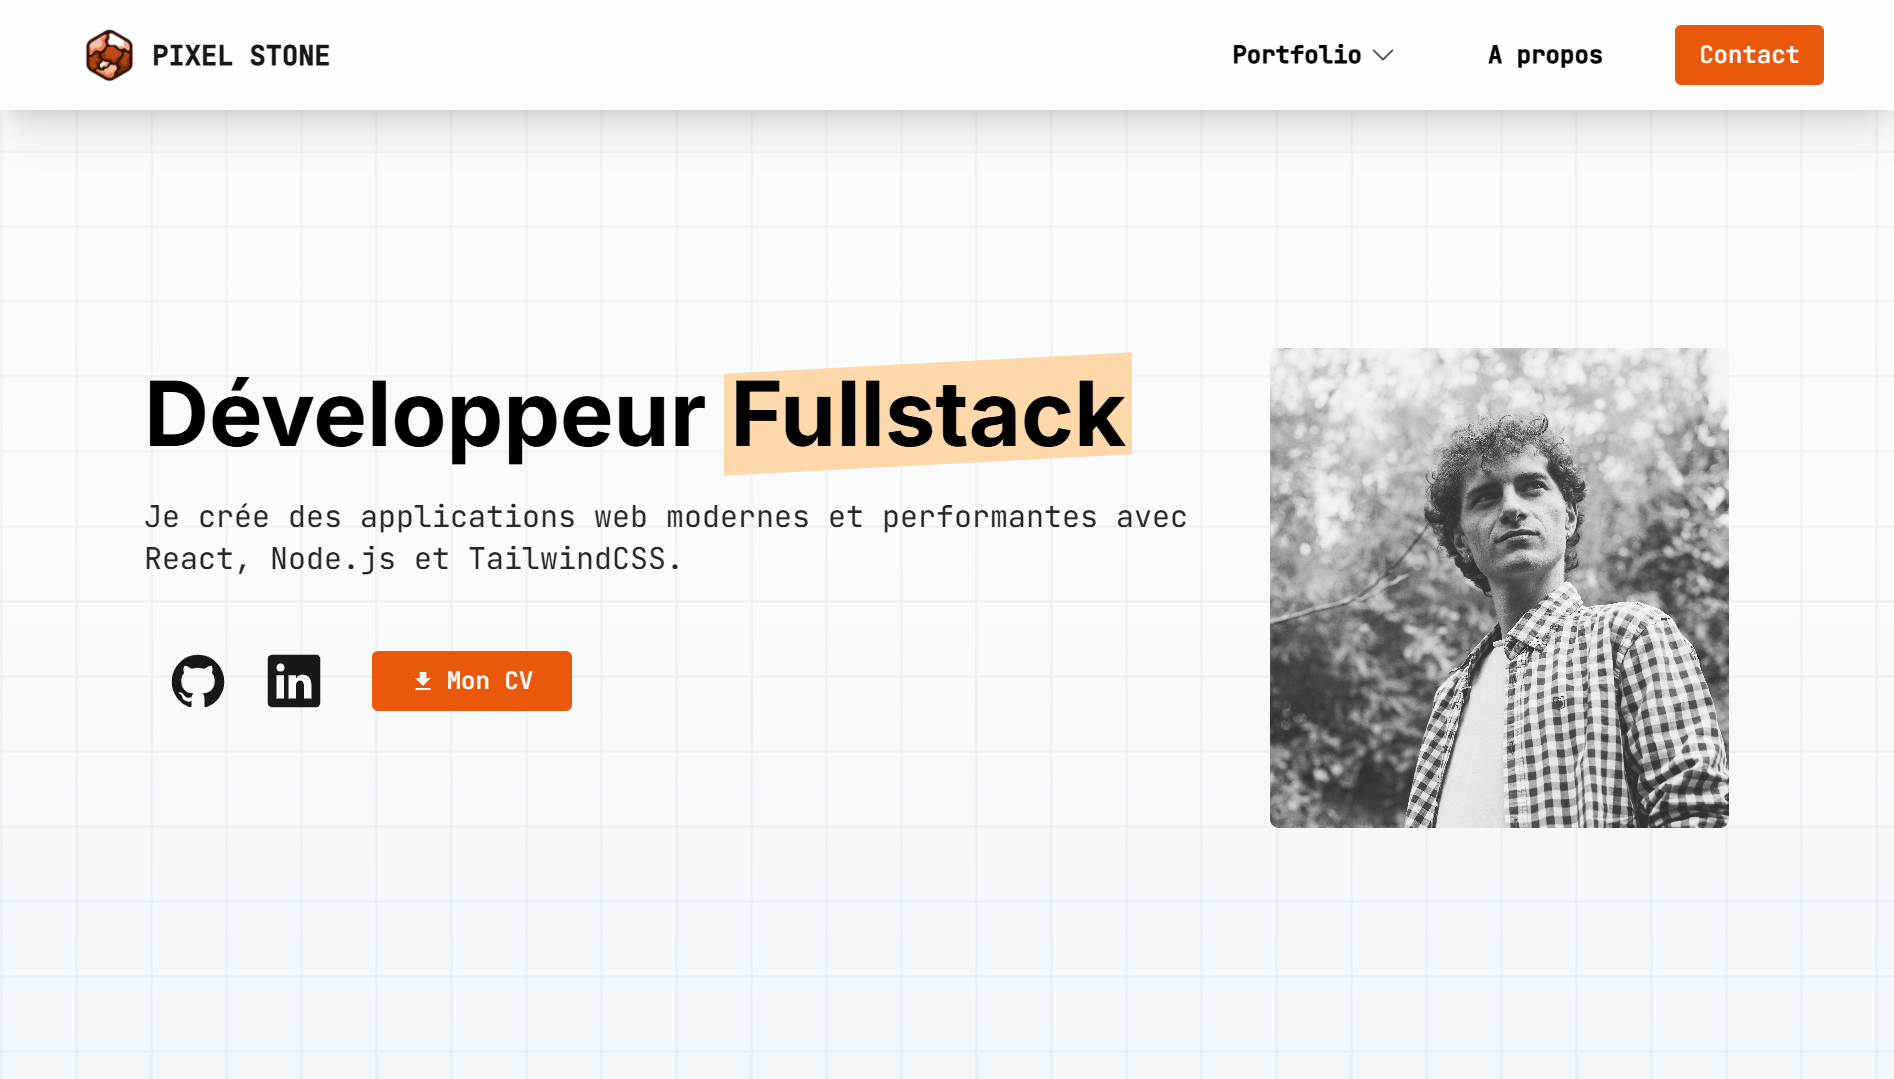 PIXEL STONE
Portfolio
A propos
Contact
Développeur Fullstack
Je crée des applications web modernes et performantes avec
React, Node.js et TailwindCSS.
in
Mon CV